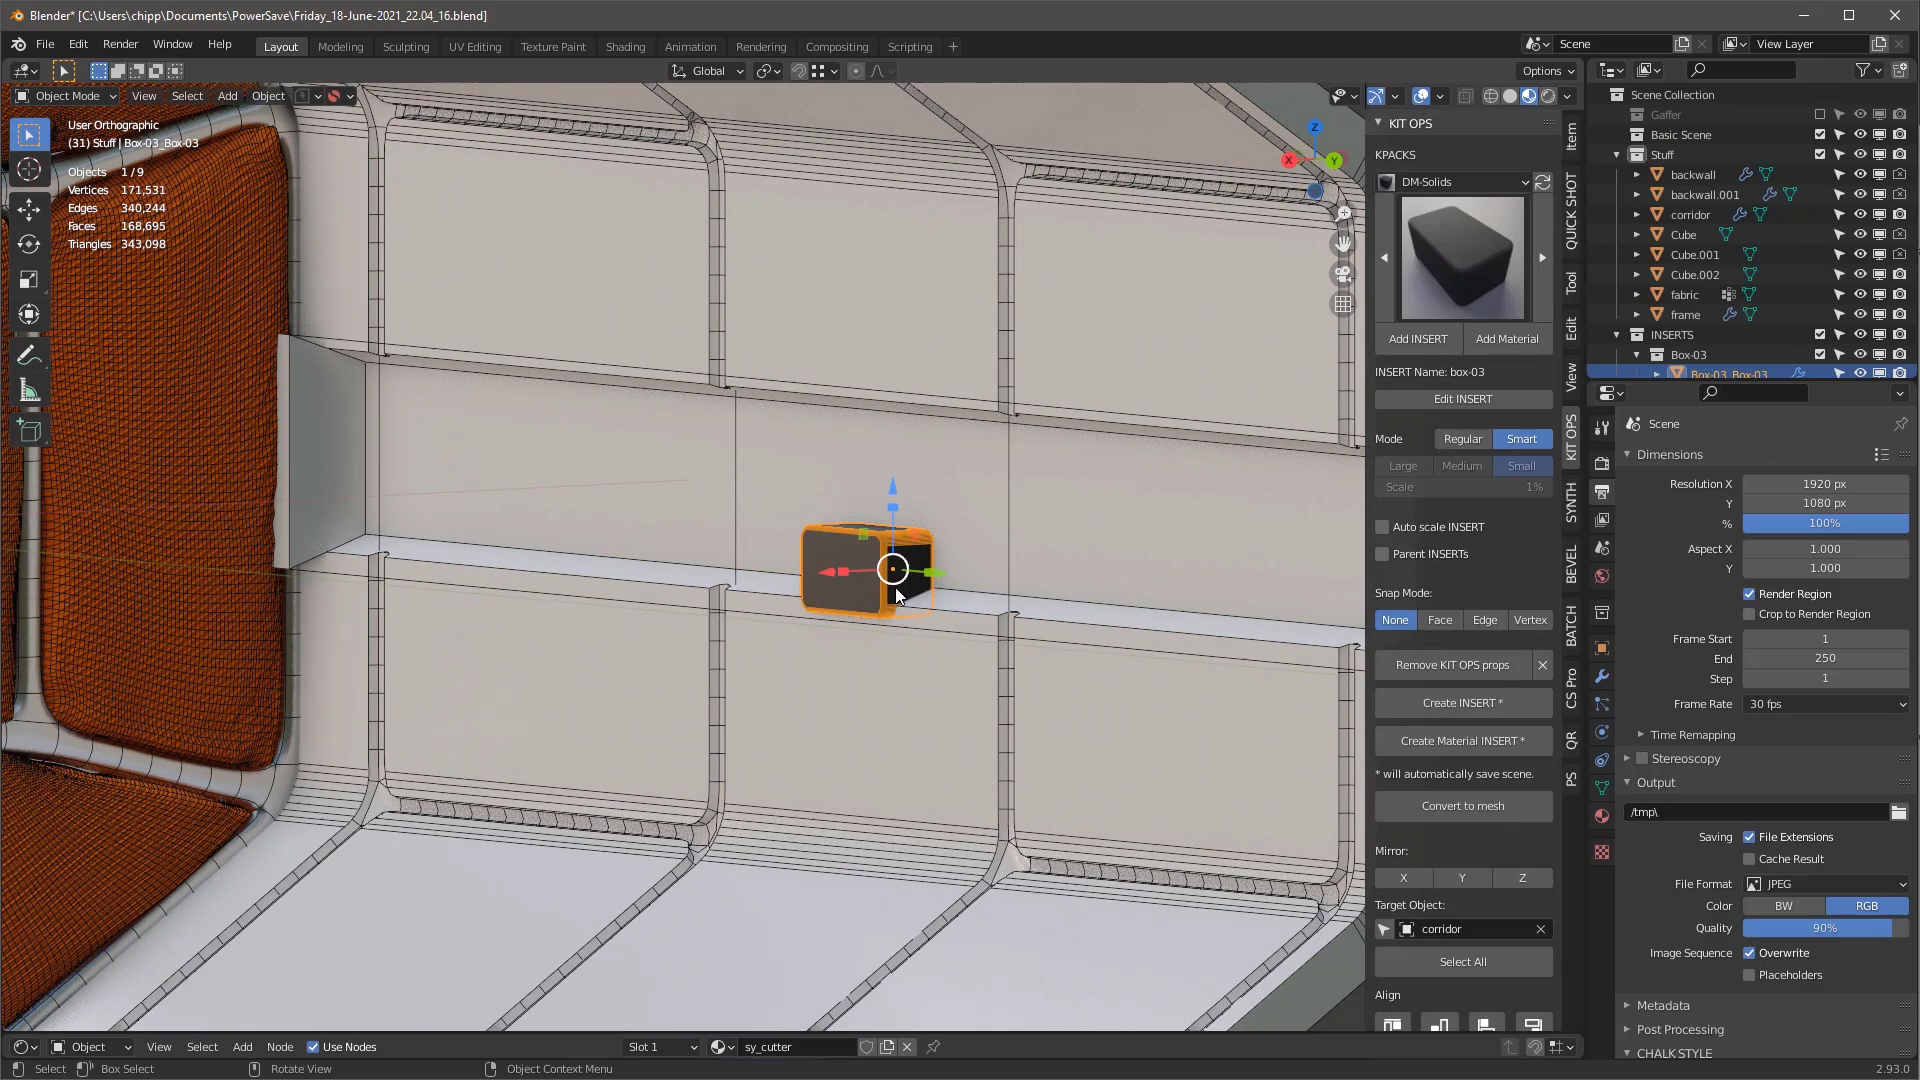 Blender* [C:\Users\chipp\Documents\PowerSave\Friday_18-June-2021_22.04_16.blend]
File Edit Render Window Help Layout Modeling Sculpting UV Editing Texture Paint Shading Animation Rendering Compositing Scripting + Scene View Layer
Global Options
Object Mode View Select Add Object
User Orthographic
(31) Stuff | Box-03_Box-03
Objects 1/9
Vertices 171,531
Edges 340,244
Faces 168,695
Triangles 343,098
Z
X
Y
KIT OPS
KPACKS
DM-Solids
Add INSERT Add Material
INSERT Name: box-03
Edit INSERT
Mode Regular Smart
Large Medium Small
Scale 1%
Auto scale INSERT
Parent INSERTs
Snap Mode:
None Face Edge Vertex
Remove KIT OPS props
Create INSERT *
Create Material INSERT *
* will automatically save scene.
Convert to mesh
Mirror:
X Y Z
Target Object:
corridor
Select All
Align
Item
QUICK SHOT
Tool
Edit
View
KIT OPS
SYNTH
BEVEL
BATCH
CS Pro
QR
PS
Scene Collection
Gaffer
Basic Scene
Stuff
backwall
backwall.001
corridor
Cube
Cube.001
Cube.002
fabric
frame
INSERTS
Box-03
Box-03_Box-03
Scene
Dimensions
Resolution X 1920 px
Y 1080 px
% 100%
Aspect X 1.000
Y 1.000
Render Region
Crop to Render Region
Frame Start 1
End 250
Step 1
Frame Rate 30 fps
Time Remapping
Stereoscopy
Output
/tmp\
Saving File Extensions
Cache Result
File Format JPEG
Color BW RGB
Quality 90%
Image Sequence Overwrite
Placeholders
Metadata
Post Processing
CHALK STYLE
Object View Select Add Node Use Nodes Slot 1 sy_cutter
Select Box Select Rotate View Object Context Menu 2.93.0